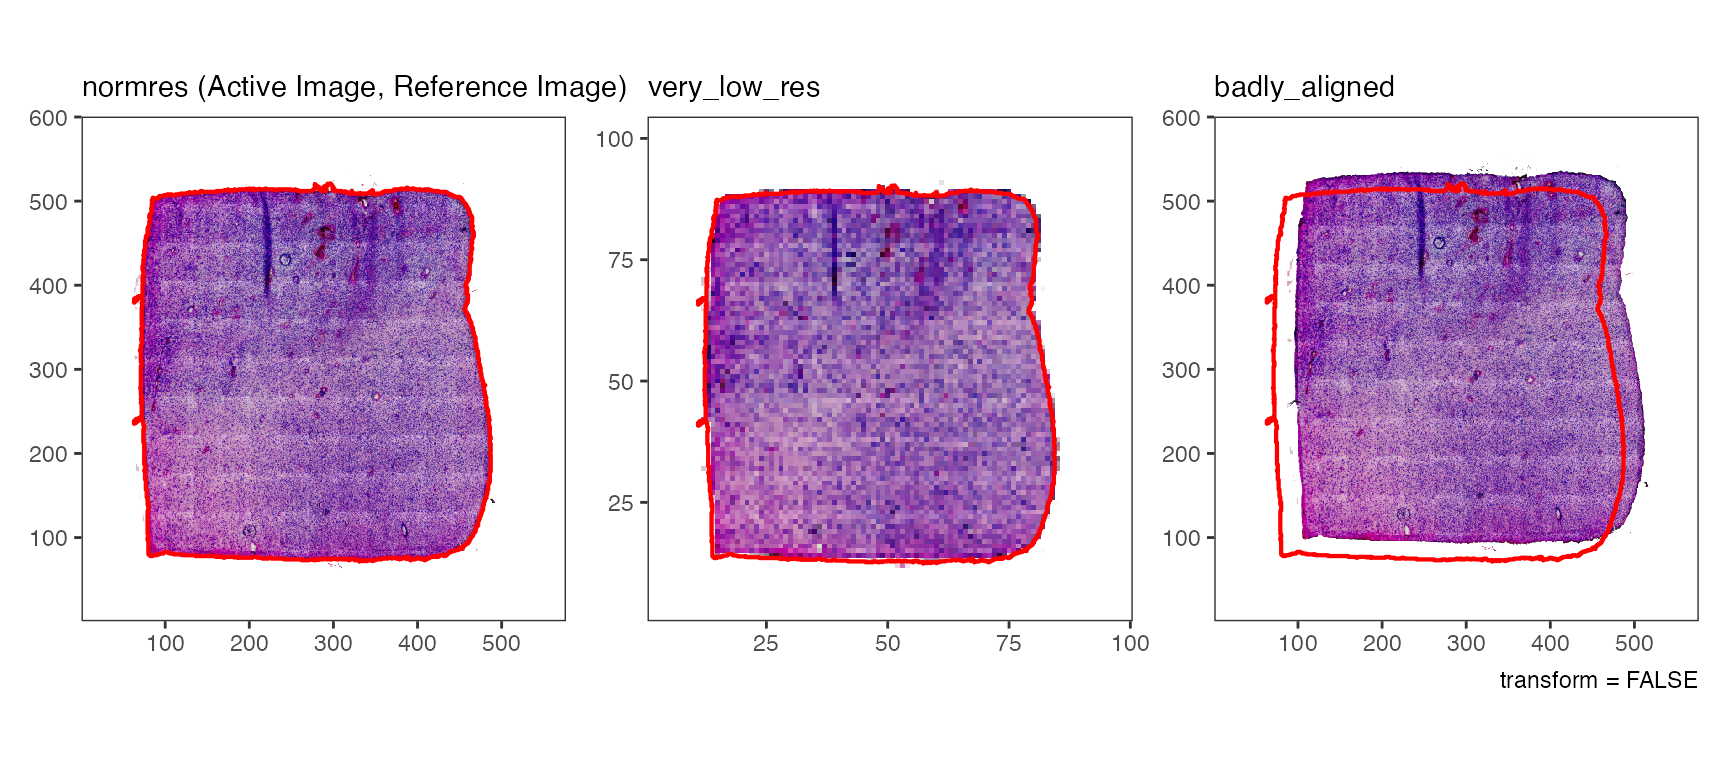 normres (Active Image, Reference Image)
600
500
400
300
200
100
100 200 300 400 500
very_low_res
100
75
50
25
25 50 75 100
badly_aligned
600
500
400
300
200
100
100 200 300 400 500
transform = FALSE